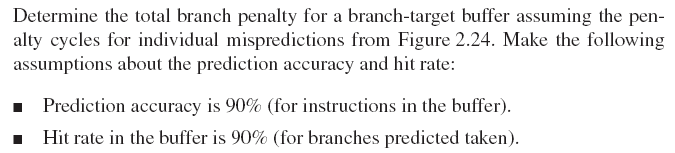 Determine the total branch penalty for a branch-target buffer assuming the pen-
alty cycles for individual mispredictions from Figure 2.24. Make the following
assumptions about the prediction accuracy and hit rate:
■ Prediction accuracy is 90% (for instructions in the buffer).
■ Hit rate in the buffer is 90% (for branches predicted taken).